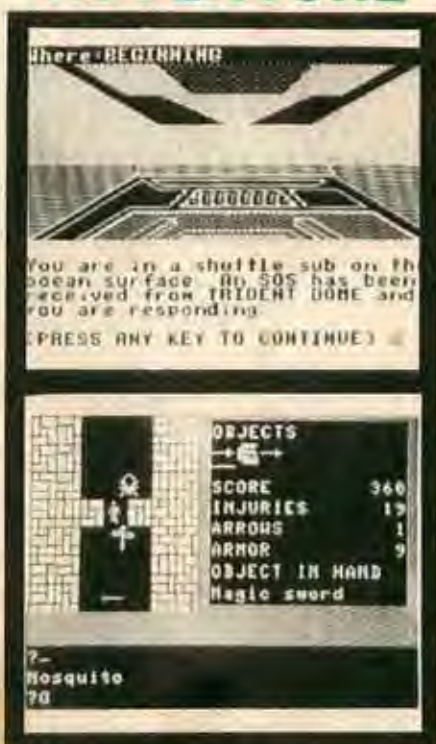 Where:BEGINNING
You are in a shuttle sub on th
ocean surface. An SOS has been
received from TRIDENT DOME and
you are responding.
(PRESS ANY KEY TO CONTINUE)
OBJECTS
SCORE 360
INJURIES 19
ARROWS 1
ARMOR 9
OBJECT IN HAND
Magic sword
?-
Mosquito
?